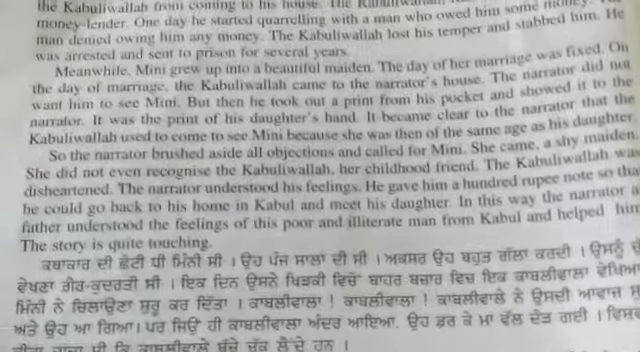 the Kabuliwallah from coming to his house. The Kabuliwallah
money-lender. One day he started quarrelling with a man who owed him some money. The
man denied owing him any money. The Kabuliwallah lost his temper and stabbed him. He
was arrested and sent to prison for several years.
Meanwhile, Mini grew up into a beautiful maiden. The day of her marriage was fixed. On
the day of marriage, the Kabuliwallah came to the narrator's house. The narrator did not
want him to see Mini. But then he took out a print from his pocket and showed it to the
narrator. It was the print of his daughter's hand. It became clear to the narrator that the
Kabuliwallah used to come to see Mini because she was then of the same age as his daughter.
So the narrator brushed aside all objections and called for Mini. She came, a shy maiden.
She did not even recognise the Kabuliwallah, her childhood friend. The Kabuliwallah was
disheartened. The narrator understood his feelings. He gave him a hundred rupee note so that
he could go back to his home in Kabul and meet his daughter. In this way the narrator
father understood the feelings of this poor and illiterate man from Kabul and helped him
The story is quite touching.
ਕਥਾਕਾਰ ਦੀ ਛੋਟੀ ਧੀ ਮਿੰਨੀ ਸੀ । ਉਹ ਪੰਜ ਸਾਲਾਂ ਦੀ ਸੀ । ਅਕਸਰ ਉਹ ਬਹੁਤ ਗੱਲਾਂ ਕਰਦੀ । ਉਸਨੂੰ ਚੁੱਪ
ਵੇਖਣਾ ਗੈਰ-ਕੁਦਰਤੀ ਸੀ । ਇਕ ਦਿਨ ਉਸਨੇ ਖਿੜਕੀ ਵਿਚੋਂ ਬਾਹਰ ਬਜ਼ਾਰ ਵਿਚ ਇਕ ਕਾਬਲੀਵਾਲਾ ਵੇਖਿਆ
ਮਿੰਨੀ ਨੇ ਚਿਲਾਉਣਾ ਸ਼ੁਰੂ ਕਰ ਦਿੱਤਾ । ਕਾਬਲੀਵਾਲਾ ! ਕਾਬਲੀਵਾਲਾ ! ਕਾਬਲੀਵਾਲੇ ਨੇ ਉਸਦੀ ਆਵਾਜ਼
ਅਤੇ ਉਹ ਆ ਗਿਆ। ਪਰ ਜਿਉਂ ਹੀ ਕਾਬਲੀਵਾਲਾ ਅੰਦਰ ਆਇਆ, ਉਹ ਡਰ ਕੇ ਮਾਂ ਵੱਲ ਦੌੜ ਗਈ ।
ਕਿ ਕਾਬਲੀਵਾਲੇ ਬੱਚੇ ਚੁੱਕ ਲੈਂਦੇ ਹਨ ।